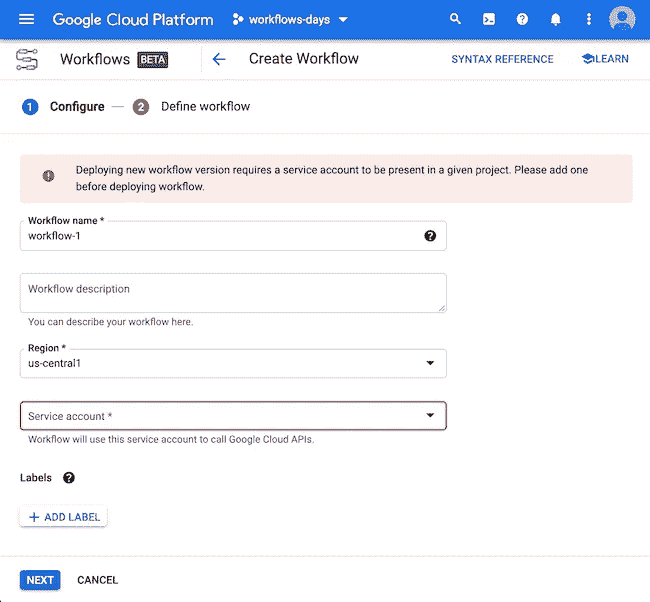 Google Cloud Platform workflows-days
Workflows BETA Create Workflow SYNTAX REFERENCE LEARN
1 Configure — 2 Define workflow
Deploying new workflow version requires a service account to be present in a given project. Please add one
before deploying workflow.
Workflow name *
workflow-1
Workflow description
You can describe your workflow here.
Region *
us-central1
Service account *
Workflow will use this service account to call Google Cloud APIs.
Labels
+ ADD LABEL
NEXT CANCEL